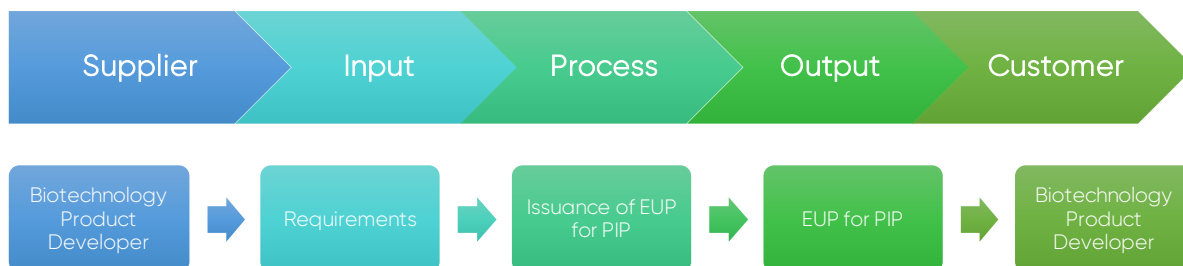 Supplier
Input
Process
Output
Customer
Biotechnology
Product
Developer
Requirements
Issuance of EUP
for PIP
EUP for PIP
Biotechnology
Product
Developer